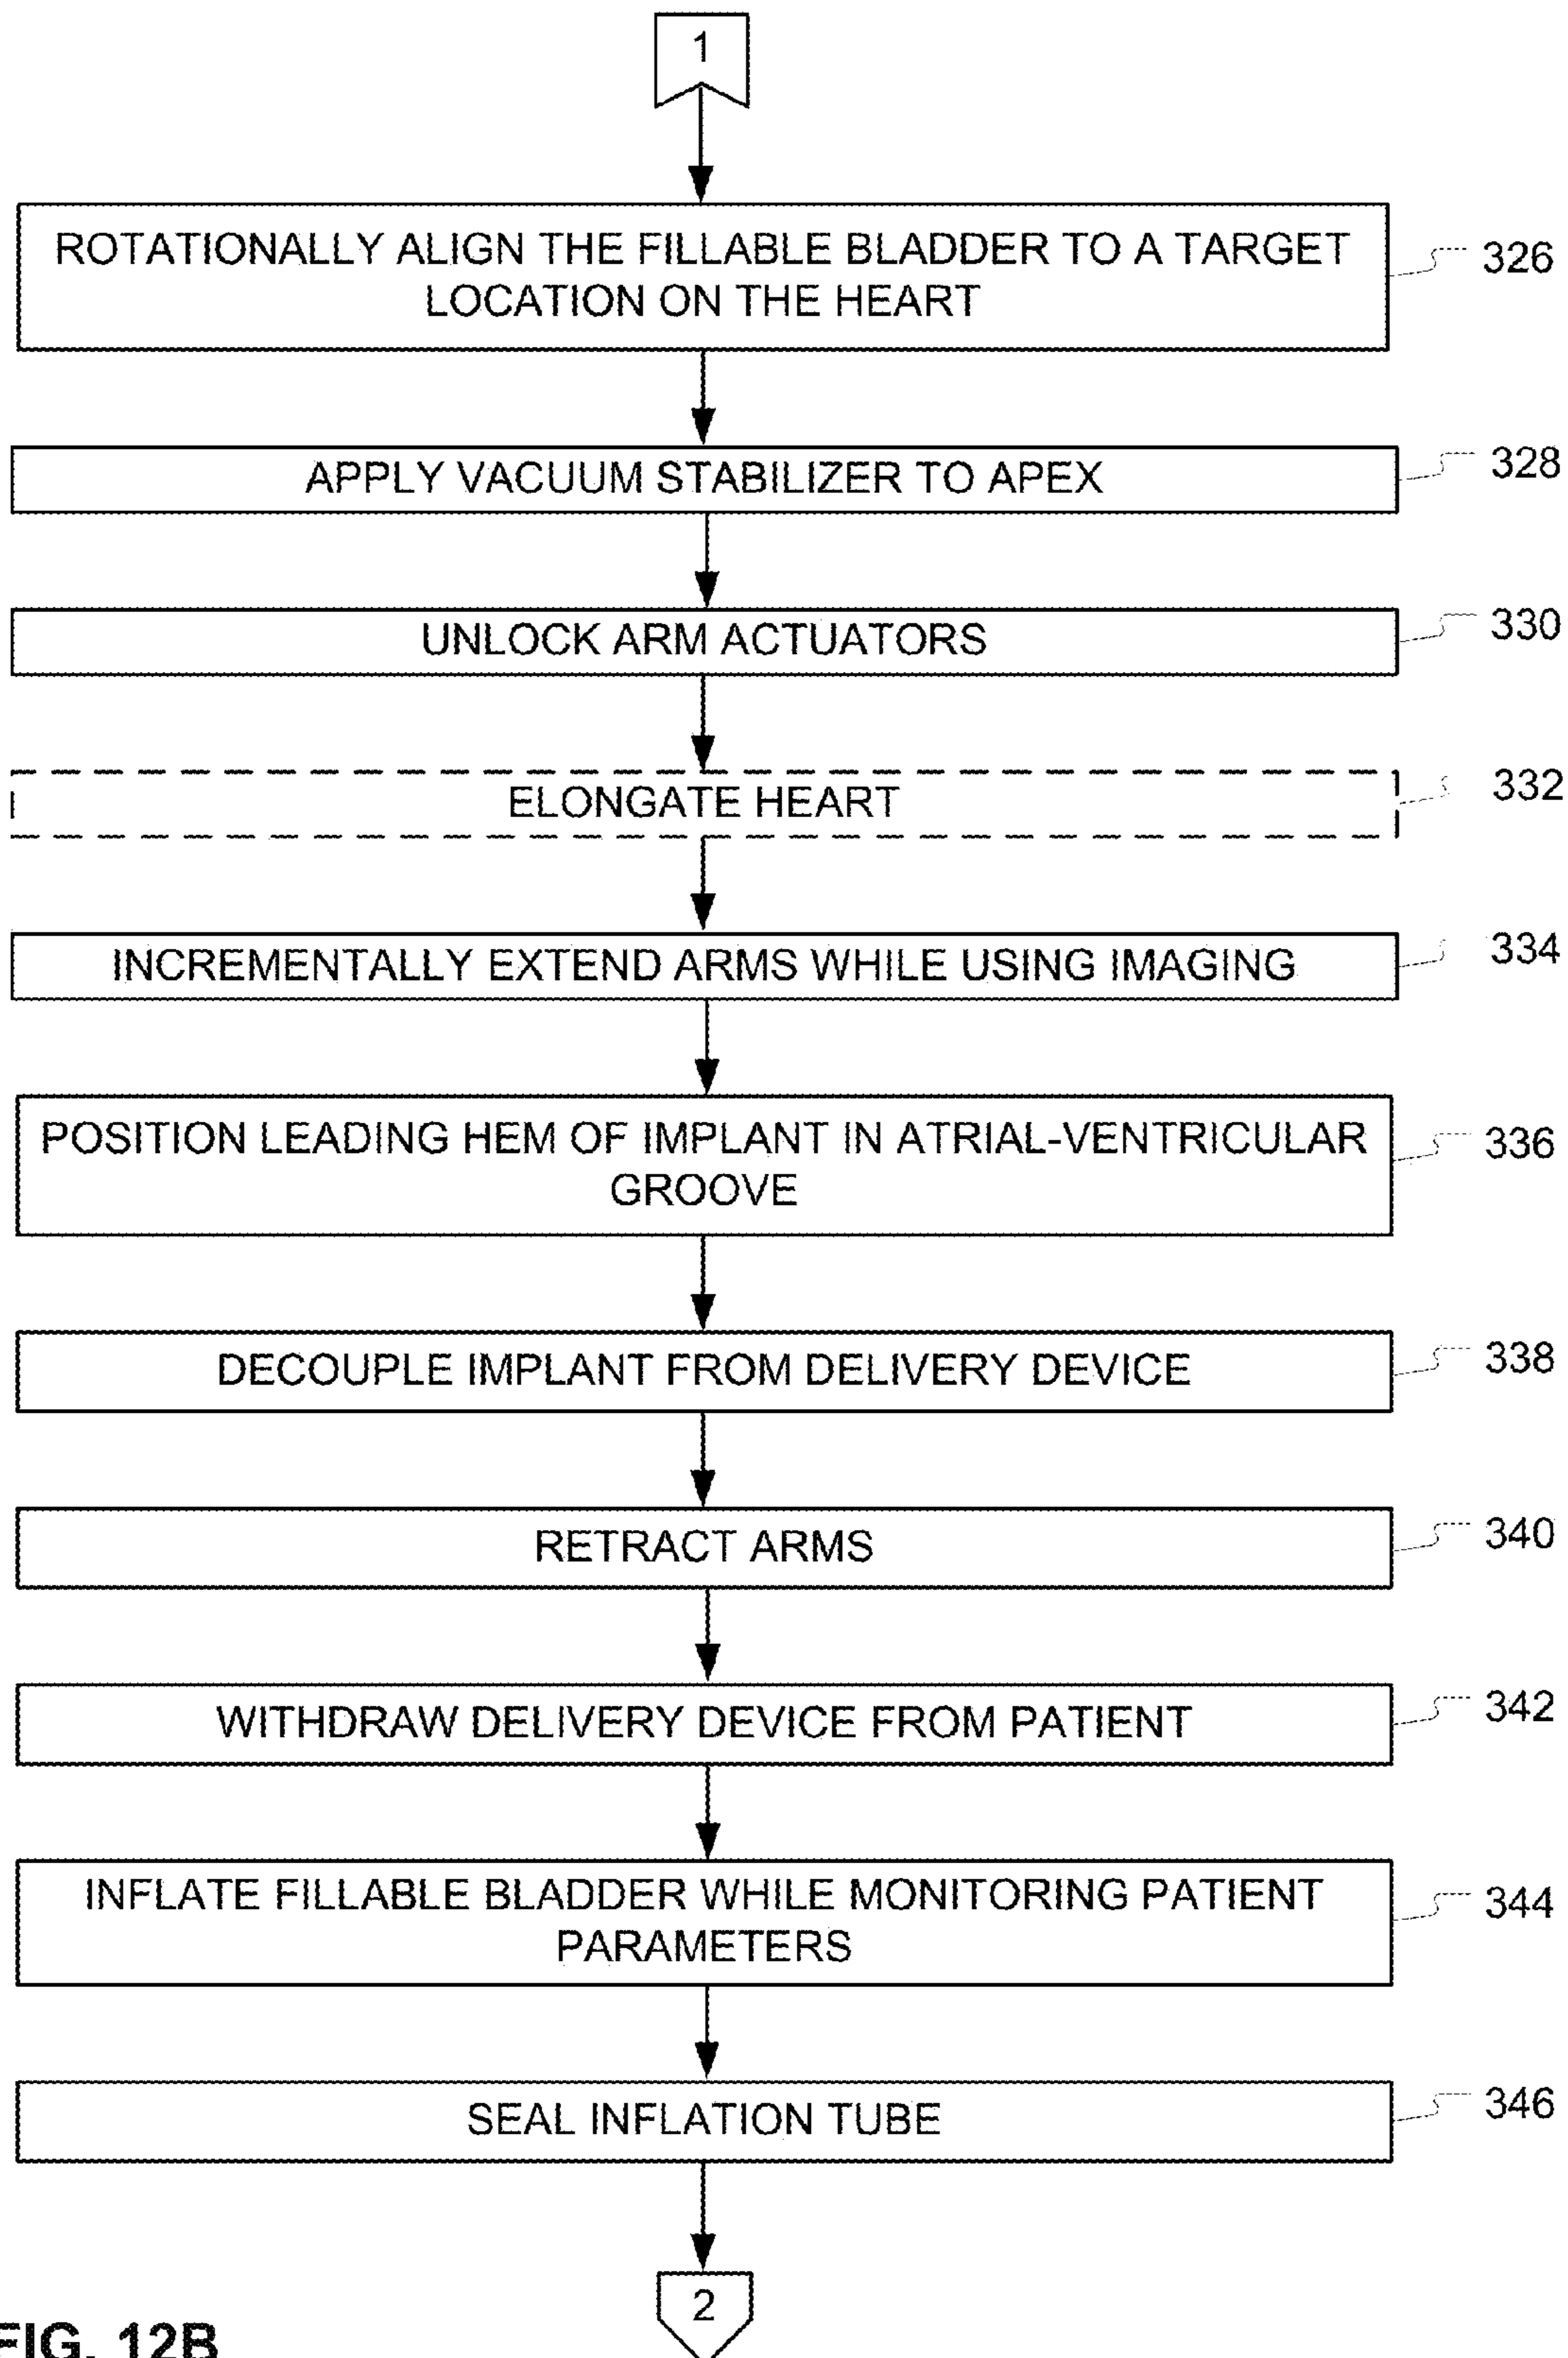 1
ROTATIONALLY ALIGN THE FILLABLE BLADDER TO A TARGET
LOCATION ON THE HEART
326
APPLY VACUUM STABILIZER TO APEX
328
UNLOCK ARM ACTUATORS
330
ELONGATE HEART
332
INCREMENTALLY EXTEND ARMS WHILE USING IMAGING
334
POSITION LEADING HEM OF IMPLANT IN ATRIAL-VENTRICULAR
GROOVE
336
DECOUPLE IMPLANT FROM DELIVERY DEVICE
338
RETRACT ARMS
340
WITHDRAW DELIVERY DEVICE FROM PATIENT
342
INFLATE FILLABLE BLADDER WHILE MONITORING PATIENT
PARAMETERS
344
SEAL INFLATION TUBE
346
2
FIG. 12B